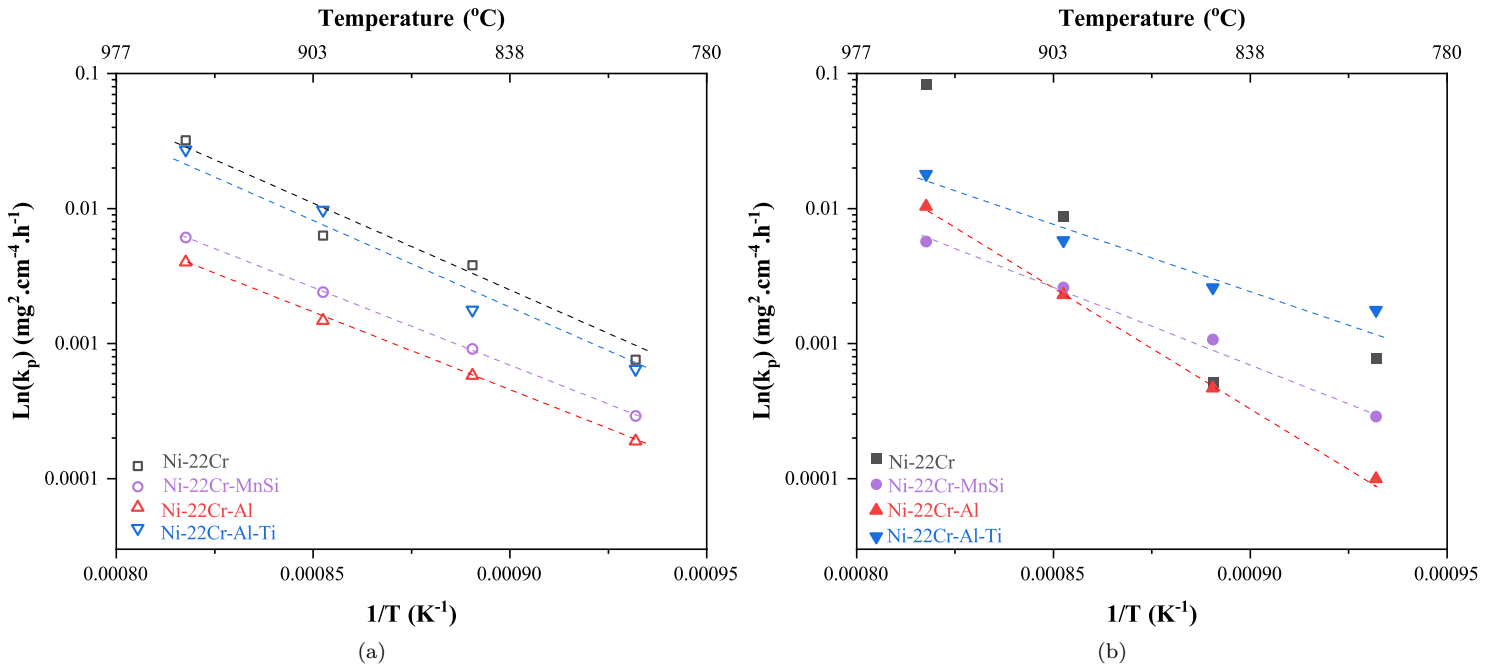 Temperature (°C)
977 903 838 780
0.1
0.01
0.001
0.0001
Ln(kp) (mg2.cm-4.h-1)
Ni-22Cr
Ni-22Cr-MnSi
Ni-22Cr-Al
Ni-22Cr-Al-Ti
0.00080 0.00085 0.00090 0.00095
1/T (K-1)
(a)
Temperature (°C)
977 903 838 780
0.1
0.01
0.001
0.0001
Ln(kp) (mg2.cm-4.h-1)
Ni-22Cr
Ni-22Cr-MnSi
Ni-22Cr-Al
Ni-22Cr-Al-Ti
0.00080 0.00085 0.00090 0.00095
1/T (K-1)
(b)